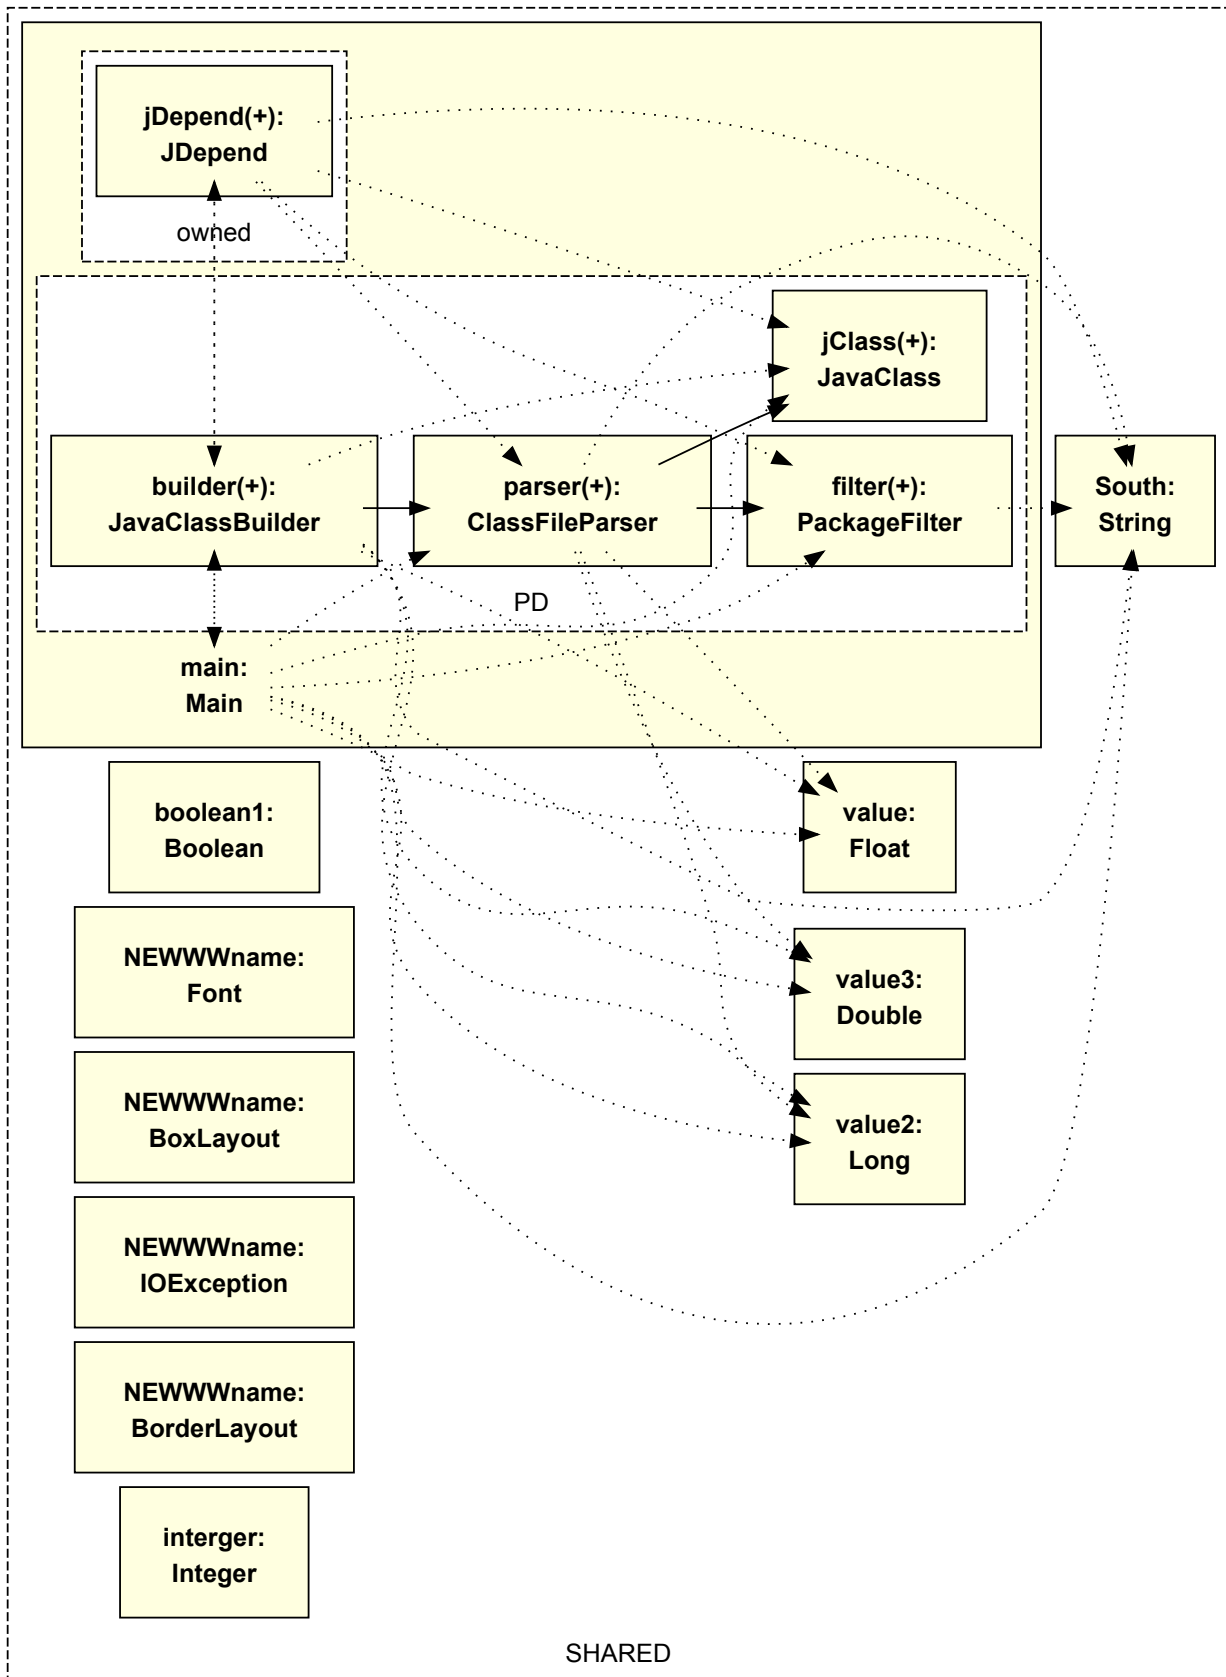 jDepend(+):
JDepend
owned
jClass(+):
JavaClass
builder(+):
JavaClassBuilder
parser(+):
ClassFileParser
filter(+):
PackageFilter
South:
String
PD
main:
Main
boolean1:
Boolean
value:
Float
NEWWWname:
Font
value3:
Double
NEWWWname:
BoxLayout
value2:
Long
NEWWWname:
IOException
NEWWWname:
BorderLayout
interger:
Integer
SHARED